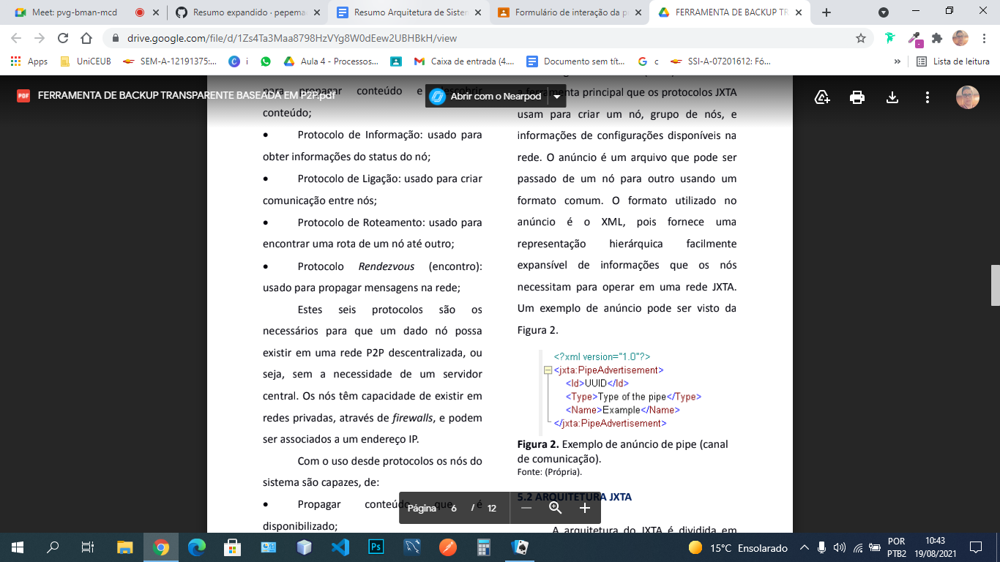 Meet: pvg-bman-mcd
Resumo expandido · pepema
Resumo Arquitetura de Sister
Formulário de interação da p
FERRAMENTA DE BACKUP TR
drive.google.com/file/d/1Zs4Ta3Maa8798HzVYg8W0dEew2UBHBkH/view
Apps
UniCEUB
SEM-A-12191375:...
i
Aula 4 - Processos...
Caixa de entrada (4....
Documento sem tít...
c
SSI-A-07201612: Fó...
»
Lista de leitura
PDF
FERRAMENTA DE BACKUP TRANSPARENTE BASEADA EM P2P.pdf
Abrir com o Nearpod
para propagar conteúdo e descobrir
conteúdo;
• Protocolo de Informação: usado para
obter informações do status do nó;
• Protocolo de Ligação: usado para criar
comunicação entre nós;
• Protocolo de Roteamento: usado para
encontrar uma rota de um nó até outro;
• Protocolo Rendezvous (encontro):
usado para propagar mensagens na rede;
Estes seis protocolos são os
necessários para que um dado nó possa
existir em uma rede P2P descentralizada, ou
seja, sem a necessidade de um servidor
central. Os nós têm capacidade de existir em
redes privadas, através de firewalls, e podem
ser associados a um endereço IP.
Com o uso desde protocolos os nós do
sistema são capazes, de:
• Propagar conteúdo que é
disponibilizado;
a ferramenta principal que os protocolos JXTA
usam para criar um nó, grupo de nós, e
informações de configurações disponíveis na
rede. O anúncio é um arquivo que pode ser
passado de um nó para outro usando um
formato comum. O formato utilizado no
anúncio é o XML, pois fornece uma
representação hierárquica facilmente
expansível de informações que os nós
necessitam para operar em uma rede JXTA.
Um exemplo de anúncio pode ser visto da
Figura 2.
<?xml version="1.0"?>
<jxta:PipeAdvertisement>
<Id>UUID</Id>
<Type>Type of the pipe</Type>
<Name>Example</Name>
</jxta:PipeAdvertisement>
Figura 2. Exemplo de anúncio de pipe (canal
de comunicação).
Fonte: (Própria).
5.2 ARQUITETURA JXTA
A arquitetura do JXTA é dividida em
Página 6 / 12
15°C Ensolarado
POR
PTB2
10:43
19/08/2021